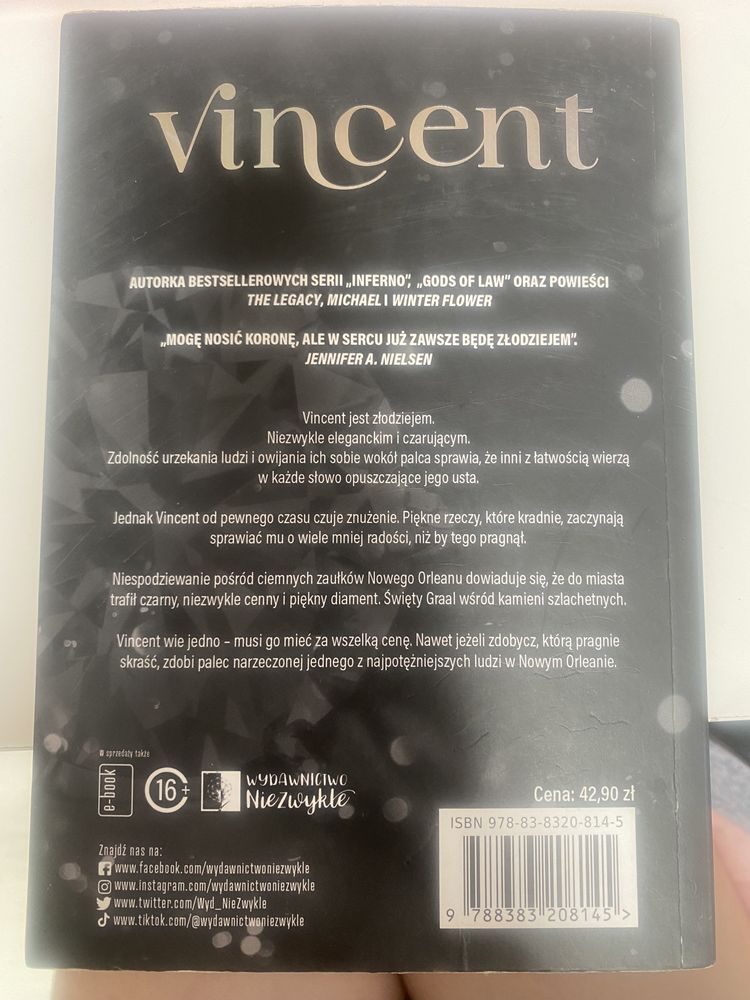 vincent
AUTORKA BESTSELLEROWYCH SERII „INFERNO”, „GODS OF LAW” ORAZ POWIEŚCI
THE LEGACY, MICHAEL I WINTER FLOWER
„MOGĘ NOSIĆ KORONĘ, ALE W SERCU JUŻ ZAWSZE BĘDĘ ZŁODZIEJEM”.
JENNIFER A. NIELSEN
Vincent jest złodziejem.
Niezwykle eleganckim i czarującym.
Zdolność urzekania ludzi i owijania ich sobie wokół palca sprawia, że inni z łatwością wierzą
w każde słowo opuszczające jego usta.
Jednak Vincent od pewnego czasu czuje znużenie. Piękne rzeczy, które kradnie, zaczynają
sprawiać mu o wiele mniej radości, niż by tego pragnął.
Niespodziewanie pośród ciemnych zaułków Nowego Orleanu dowiaduje się, że do miasta
trafił czarny, niezwykle cenny i piękny diament. Święty Graal wśród kamieni szlachetnych.
Vincent wie jedno – musi go mieć za wszelką cenę. Nawet jeżeli zdobycz, którą pragnie
skraść, zdobi palec narzeczonej jednego z najpotężniejszych ludzi w Nowym Orleanie.
W sprzedaży także
e-book
16+
WYDAWNICTWO
NieZwykłe
Cena: 42,90 zł
ISBN 978-83-8320-814-5
9 788383 208145 >
Znajdź nas na:
www.facebook.com/wydawnictwoniezwykle
www.instagram.com/wydawnictwoniezwykle
www.twitter.com/Wyd_NieZwykle
www.tiktok.com/@wydawnictwoniezwykle